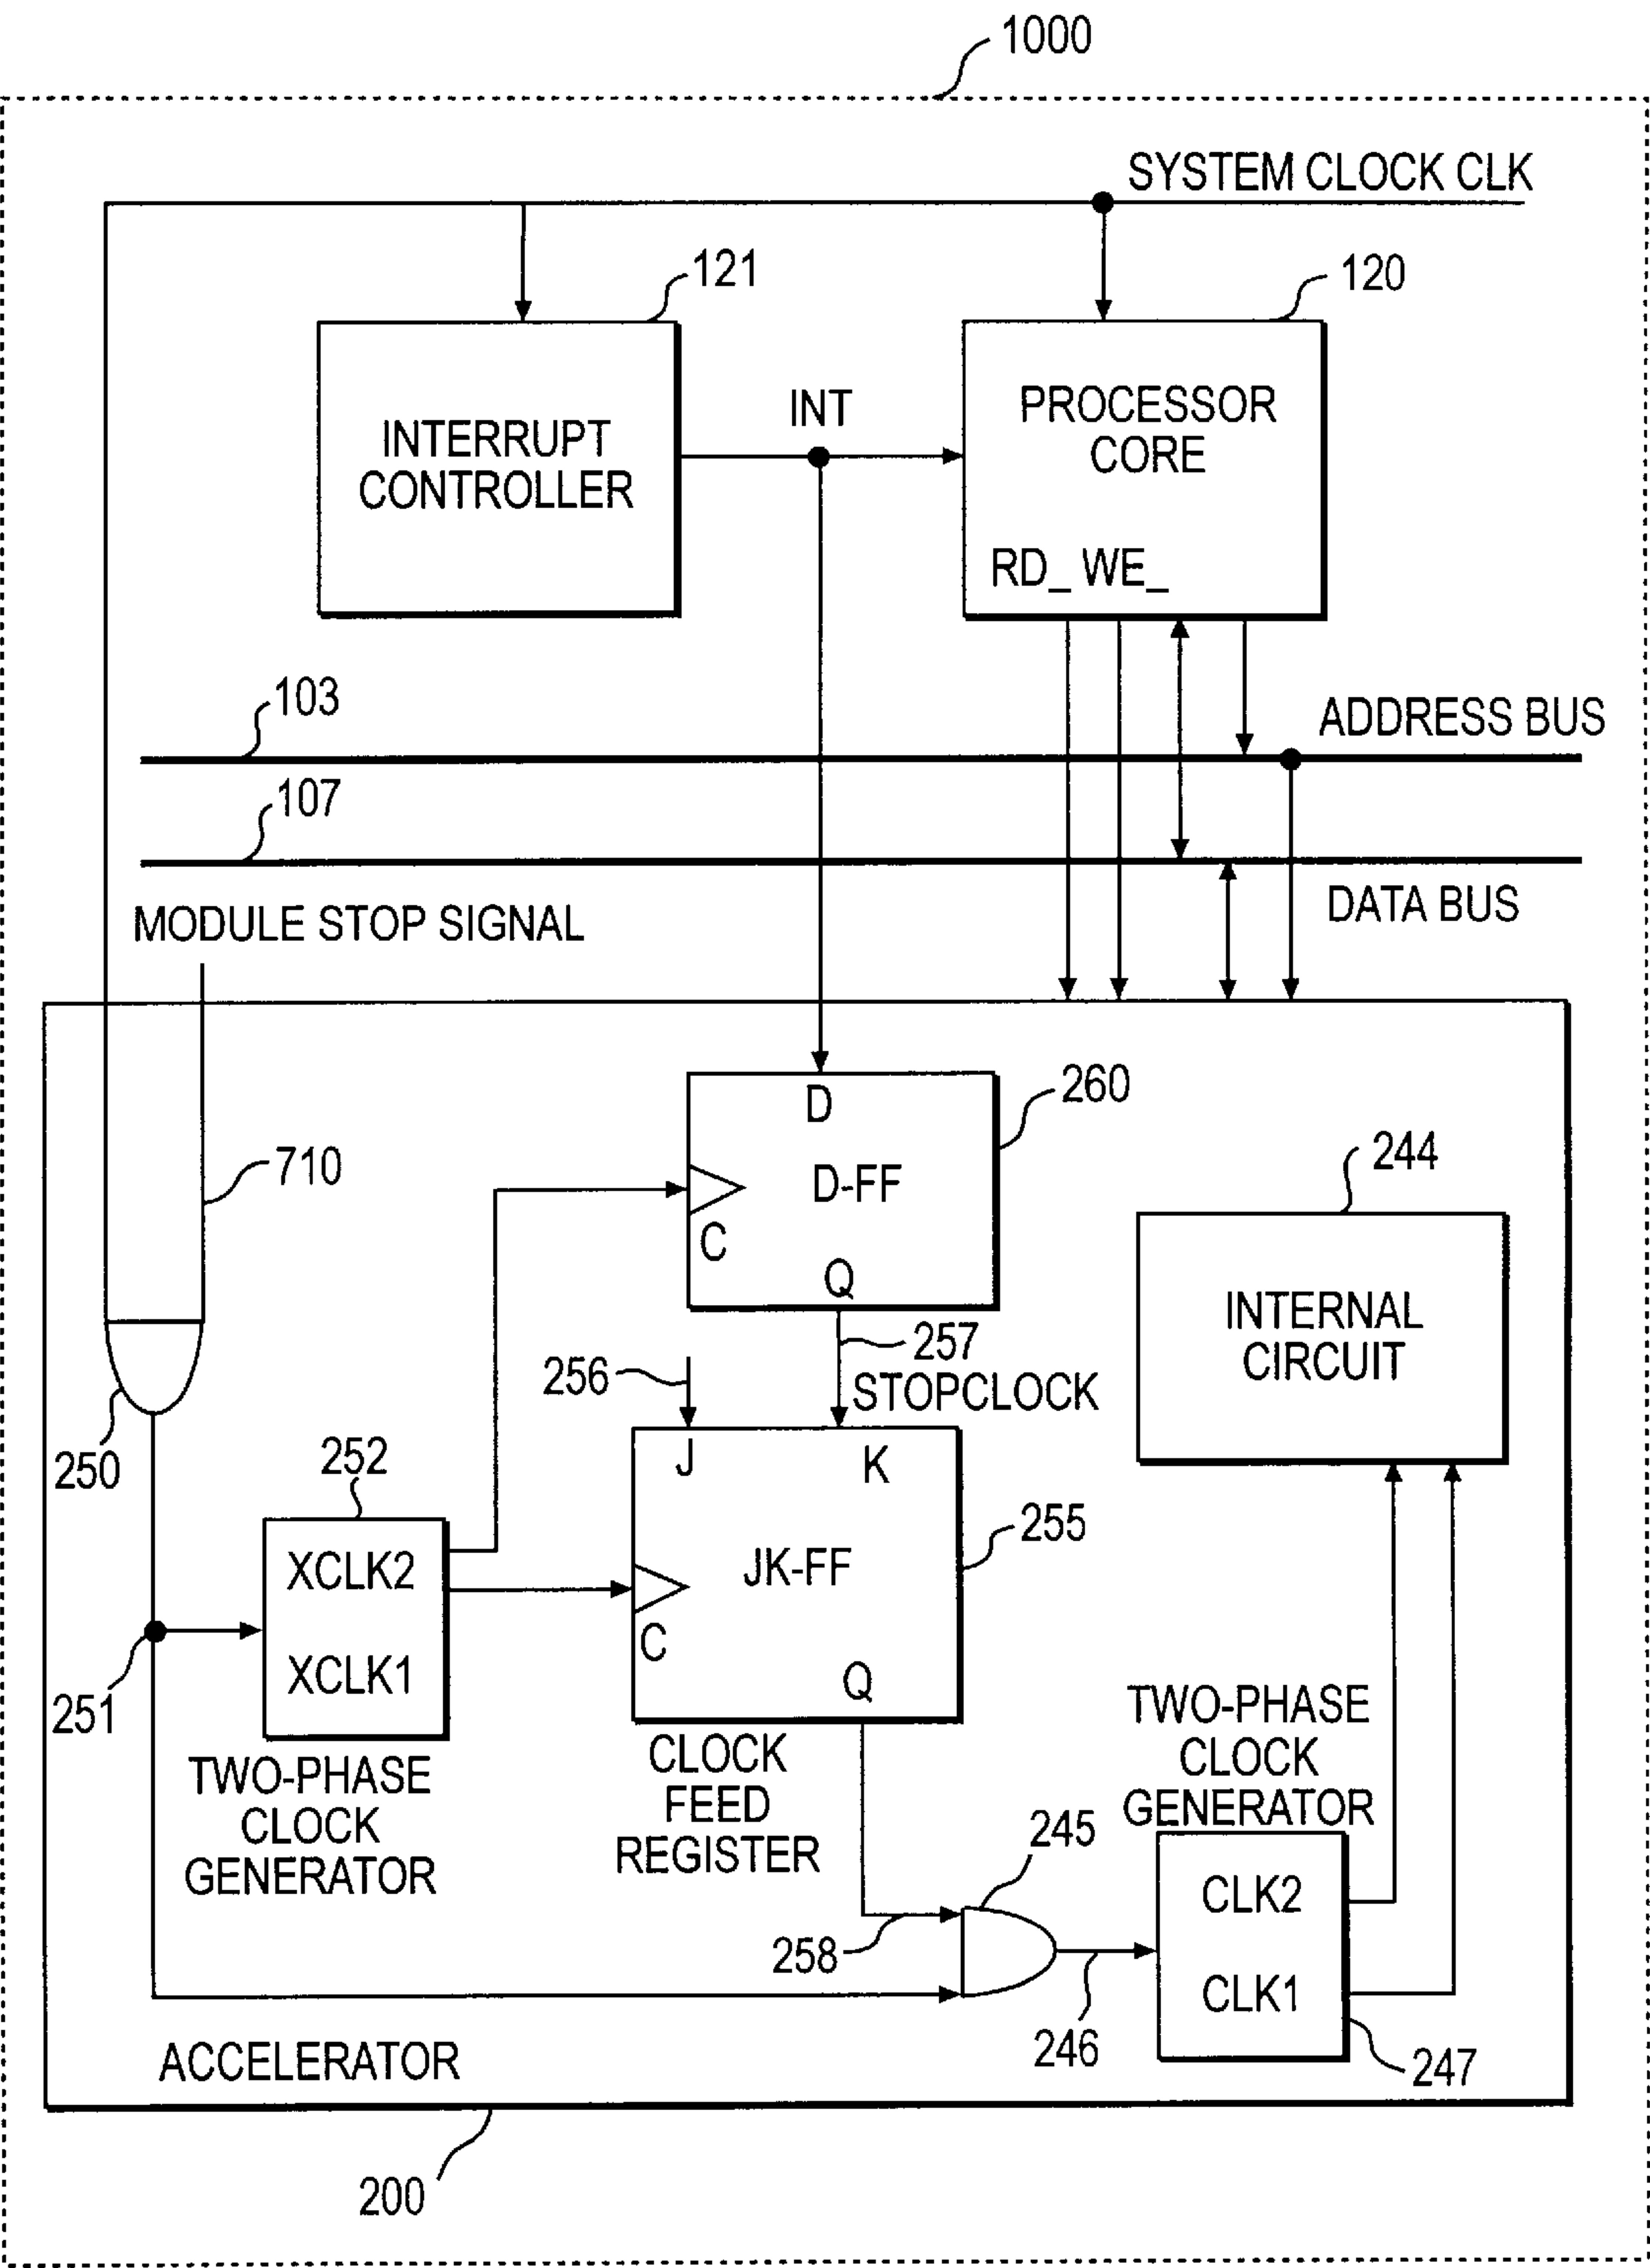 1000
SYSTEM CLOCK CLK
121
120
INTERRUPT
CONTROLLER
INT
PROCESSOR
CORE
RD_ WE_
103
ADDRESS BUS
107
DATA BUS
MODULE STOP SIGNAL
710
D
260
D-FF
C
Q
244
INTERNAL
CIRCUIT
256
257
STOPCLOCK
250
252
J
K
255
XCLK2
JK-FF
C
XCLK1
Q
251
TWO-PHASE
CLOCK
GENERATOR
CLOCK
FEED
REGISTER
TWO-PHASE
CLOCK
GENERATOR
245
CLK2
258
CLK1
246
247
ACCELERATOR
200